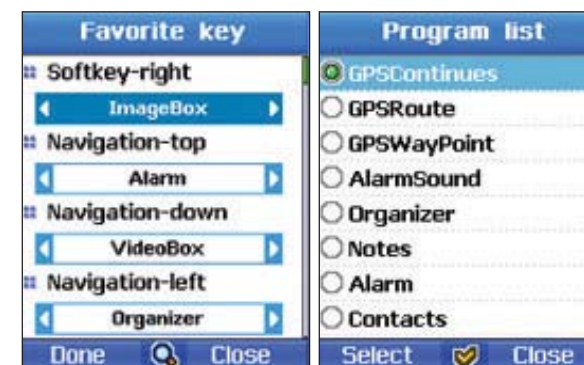 Favorite key
Softkey-right
ImageBox
Navigation-top
Alarm
Navigation-down
VideoBox
Navigation-left
Organizer
Done Close
Program list
GPSContinues
GPSRoute
GPSWayPoint
AlarmSound
Organizer
Notes
Alarm
Contacts
Select Close